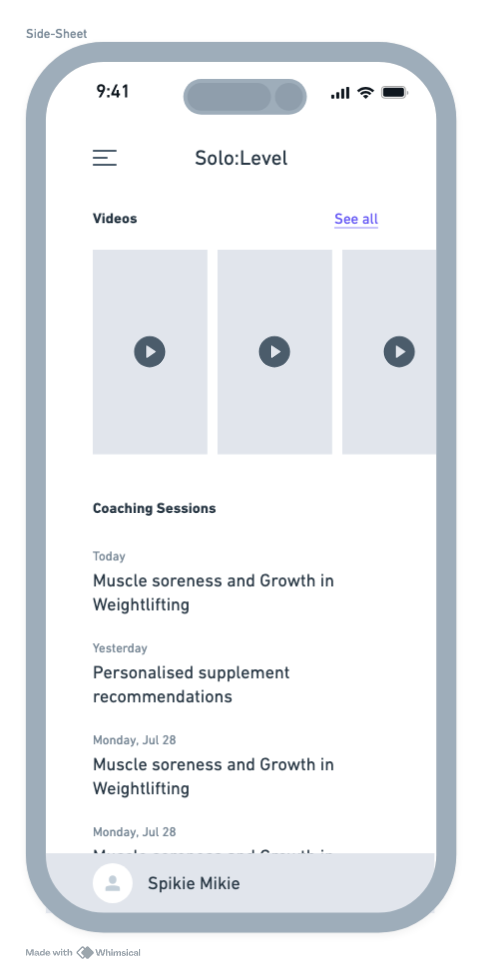 Side-Sheet
9:41
Solo:Level
Videos
See all
Coaching Sessions
Today
Muscle soreness and Growth in
Weightlifting
Yesterday
Personalised supplement
recommendations
Monday, Jul 28
Muscle soreness and Growth in
Weightlifting
Monday, Jul 28
Spikie Mikie
Made with Whimsical